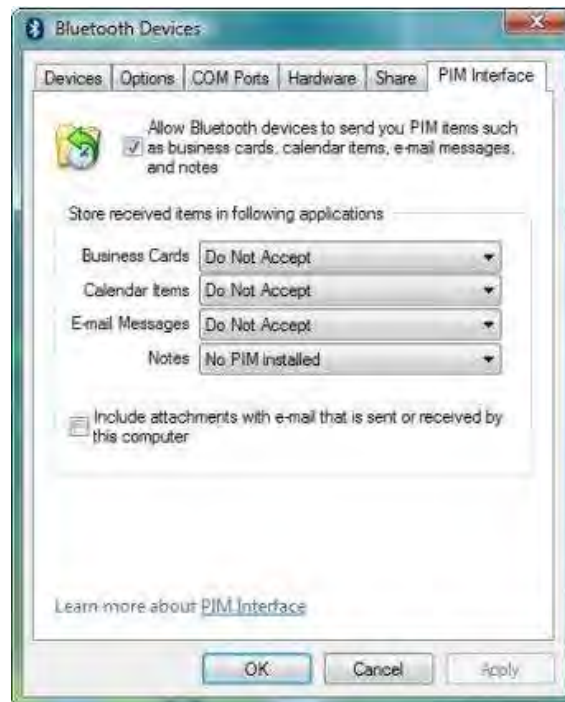 Bluetooth Devices
Devices Options COM Ports Hardware Share PIM Interface
Allow Bluetooth devices to send you PIM items such
as business cards, calendar items, e-mail messages,
and notes
Store received items in following applications
Business Cards Do Not Accept
Calendar Items Do Not Accept
E-mail Messages Do Not Accept
Notes No PIM installed
Include attachments with e-mail that is sent or received by
this computer
Learn more about PIM Interface
OK Cancel Apply